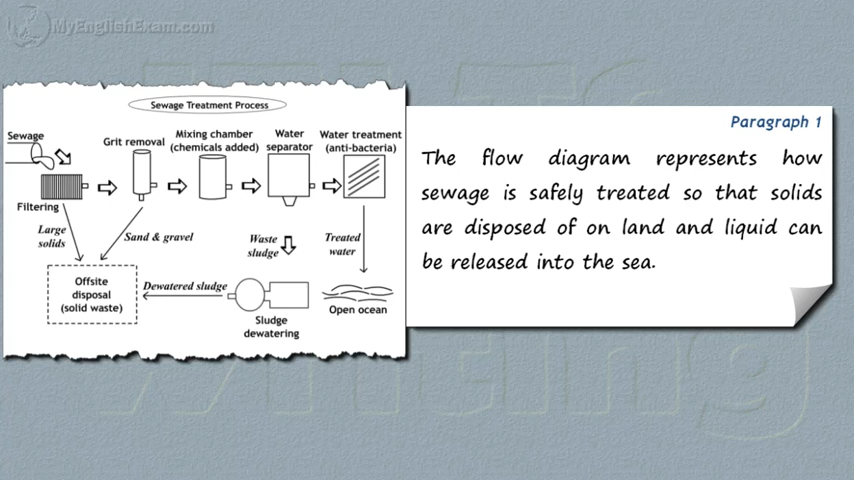 MyEnglishExam.com
Sewage Treatment Process
Sewage
Grit removal
Mixing chamber
(chemicals added)
Water
separator
Water treatment
(anti-bacteria)
Filtering
Large
solids
Sand & gravel
Waste
sludge
Treated
water
Offsite
disposal
(solid waste)
Dewatered sludge
Sludge
dewatering
Open ocean
Paragraph 1
The flow diagram represents how
sewage is safely treated so that solids
are disposed of on land and liquid can
be released into the sea.